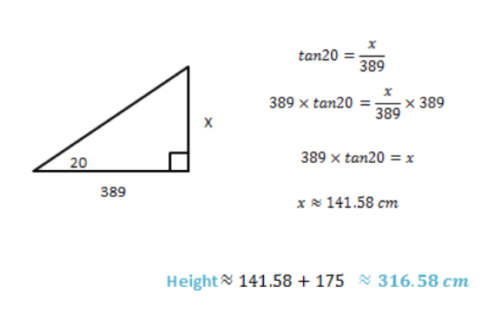 tan20 = x/389
389 × tan20 = x/389 × 389
x
389 × tan20 = x
20
389
x ≈ 141.58 cm
Height ≈ 141.58 + 175 ≈ 316.58 cm